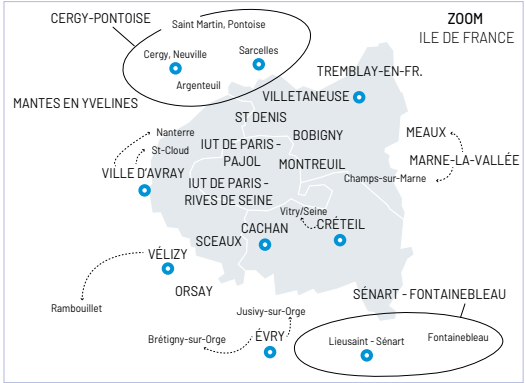 CERGY-PONTOISE
ZOOM
ILE DE FRANCE
Saint Martin, Pontoise
Cergy, Neuville
Sarcelles
Argenteuil
TREMBLAY-EN-FR.
MANTES EN YVELINES
VILLETANEUSE
ST DENIS
Nanterre
BOBIGNY
MEAUX
St-Cloud
IUT DE PARIS -
PAJOL
MONTREUIL
MARNE-LA-VALLÉE
VILLE D'AVRAY
Champs-sur-Marne
IUT DE PARIS -
RIVES DE SEINE
Vitry/Seine
CACHAN
CRÉTEIL
SCEAUX
VÉLIZY
ORSAY
SÉNART - FONTAINEBLEAU
Rambouillet
Jusivy-sur-Orge
Brétigny-sur-Orge
ÉVRY
Lieusaint - Sénart
Fontainebleau